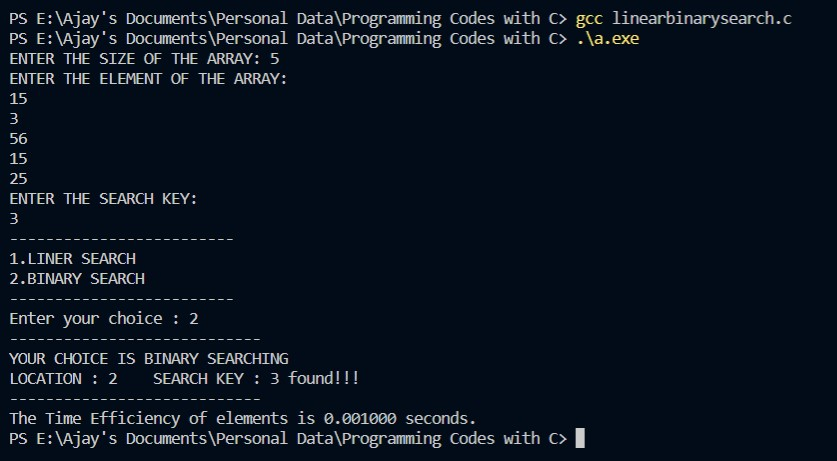 PS E:\Ajay's Documents\Personal Data\Programming Codes with C> gcc linearbinarysearch.c
PS E:\Ajay's Documents\Personal Data\Programming Codes with C> .\a.exe
ENTER THE SIZE OF THE ARRAY: 5
ENTER THE ELEMENT OF THE ARRAY:
15
3
56
15
25
ENTER THE SEARCH KEY:
3
-------------------------
1.LINER SEARCH
2.BINARY SEARCH
-------------------------
Enter your choice : 2
----------------------------
YOUR CHOICE IS BINARY SEARCHING
LOCATION : 2    SEARCH KEY : 3 found!!!
----------------------------
The Time Efficiency of elements is 0.001000 seconds.
PS E:\Ajay's Documents\Personal Data\Programming Codes with C>